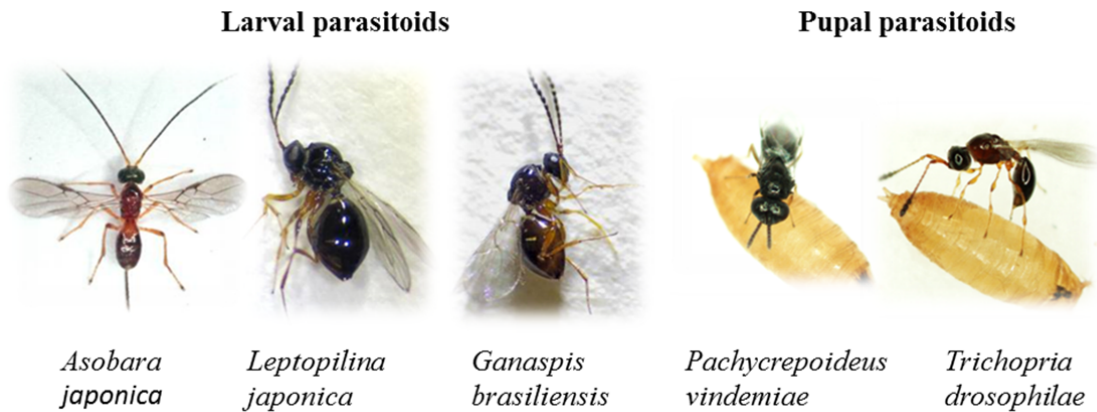 Larval parasitoids
Pupal parasitoids
Asobara
japonica
Leptopilina
japonica
Ganaspis
brasiliensis
Pachycrepoideus
vindemiae
Trichopria
drosophilae